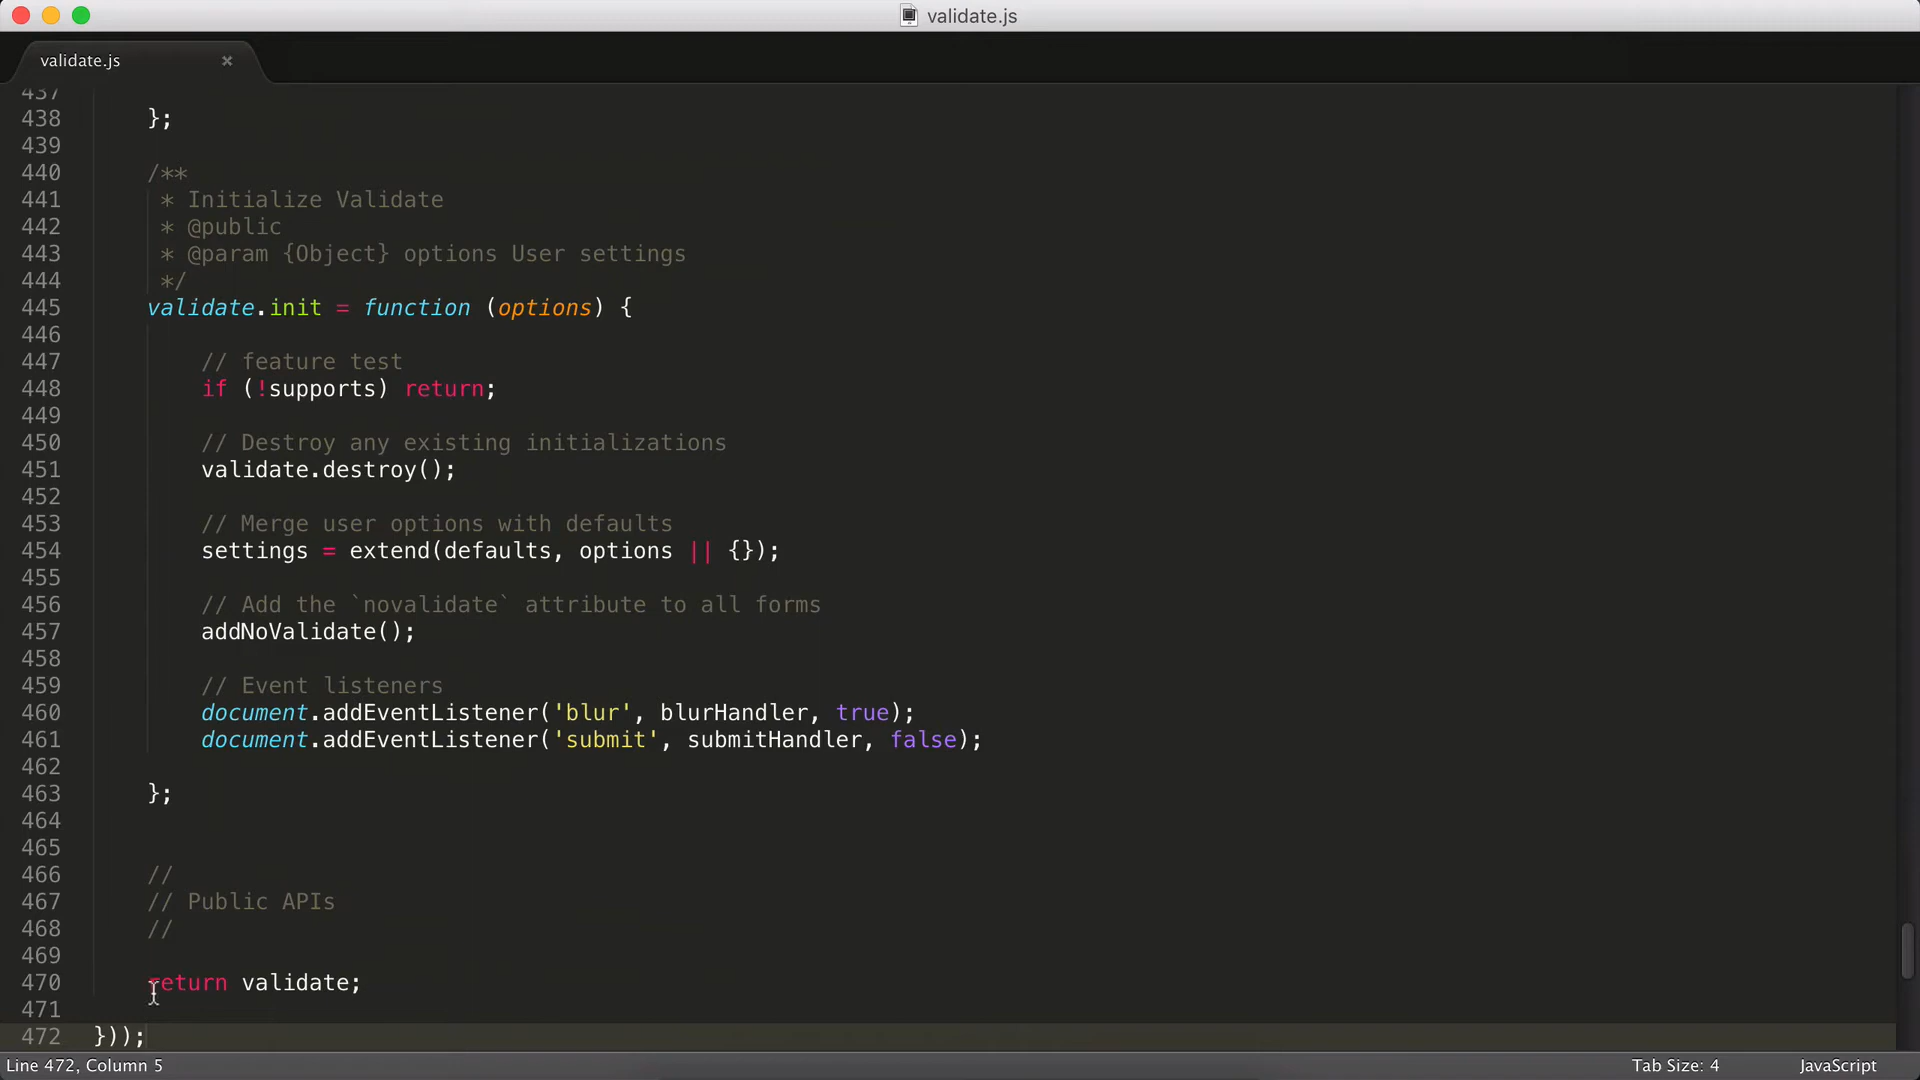 validate.js
validate.js ×
437
438 };
439
440 /**
441 * Initialize Validate
442 * @public
443 * @param {Object} options User settings
444 */
445 validate.init = function (options) {
446
447 // feature test
448 if (!supports) return;
449
450 // Destroy any existing initializations
451 validate.destroy();
452
453 // Merge user options with defaults
454 settings = extend(defaults, options || {});
455
456 // Add the `novalidate` attribute to all forms
457 addNoValidate();
458
459 // Event listeners
460 document.addEventListener('blur', blurHandler, true);
461 document.addEventListener('submit', submitHandler, false);
462
463 };
464
465
466 //
467 // Public APIs
468 //
469
470 return validate;
471
472 }));
Line 472, Column 5 Tab Size: 4 JavaScript